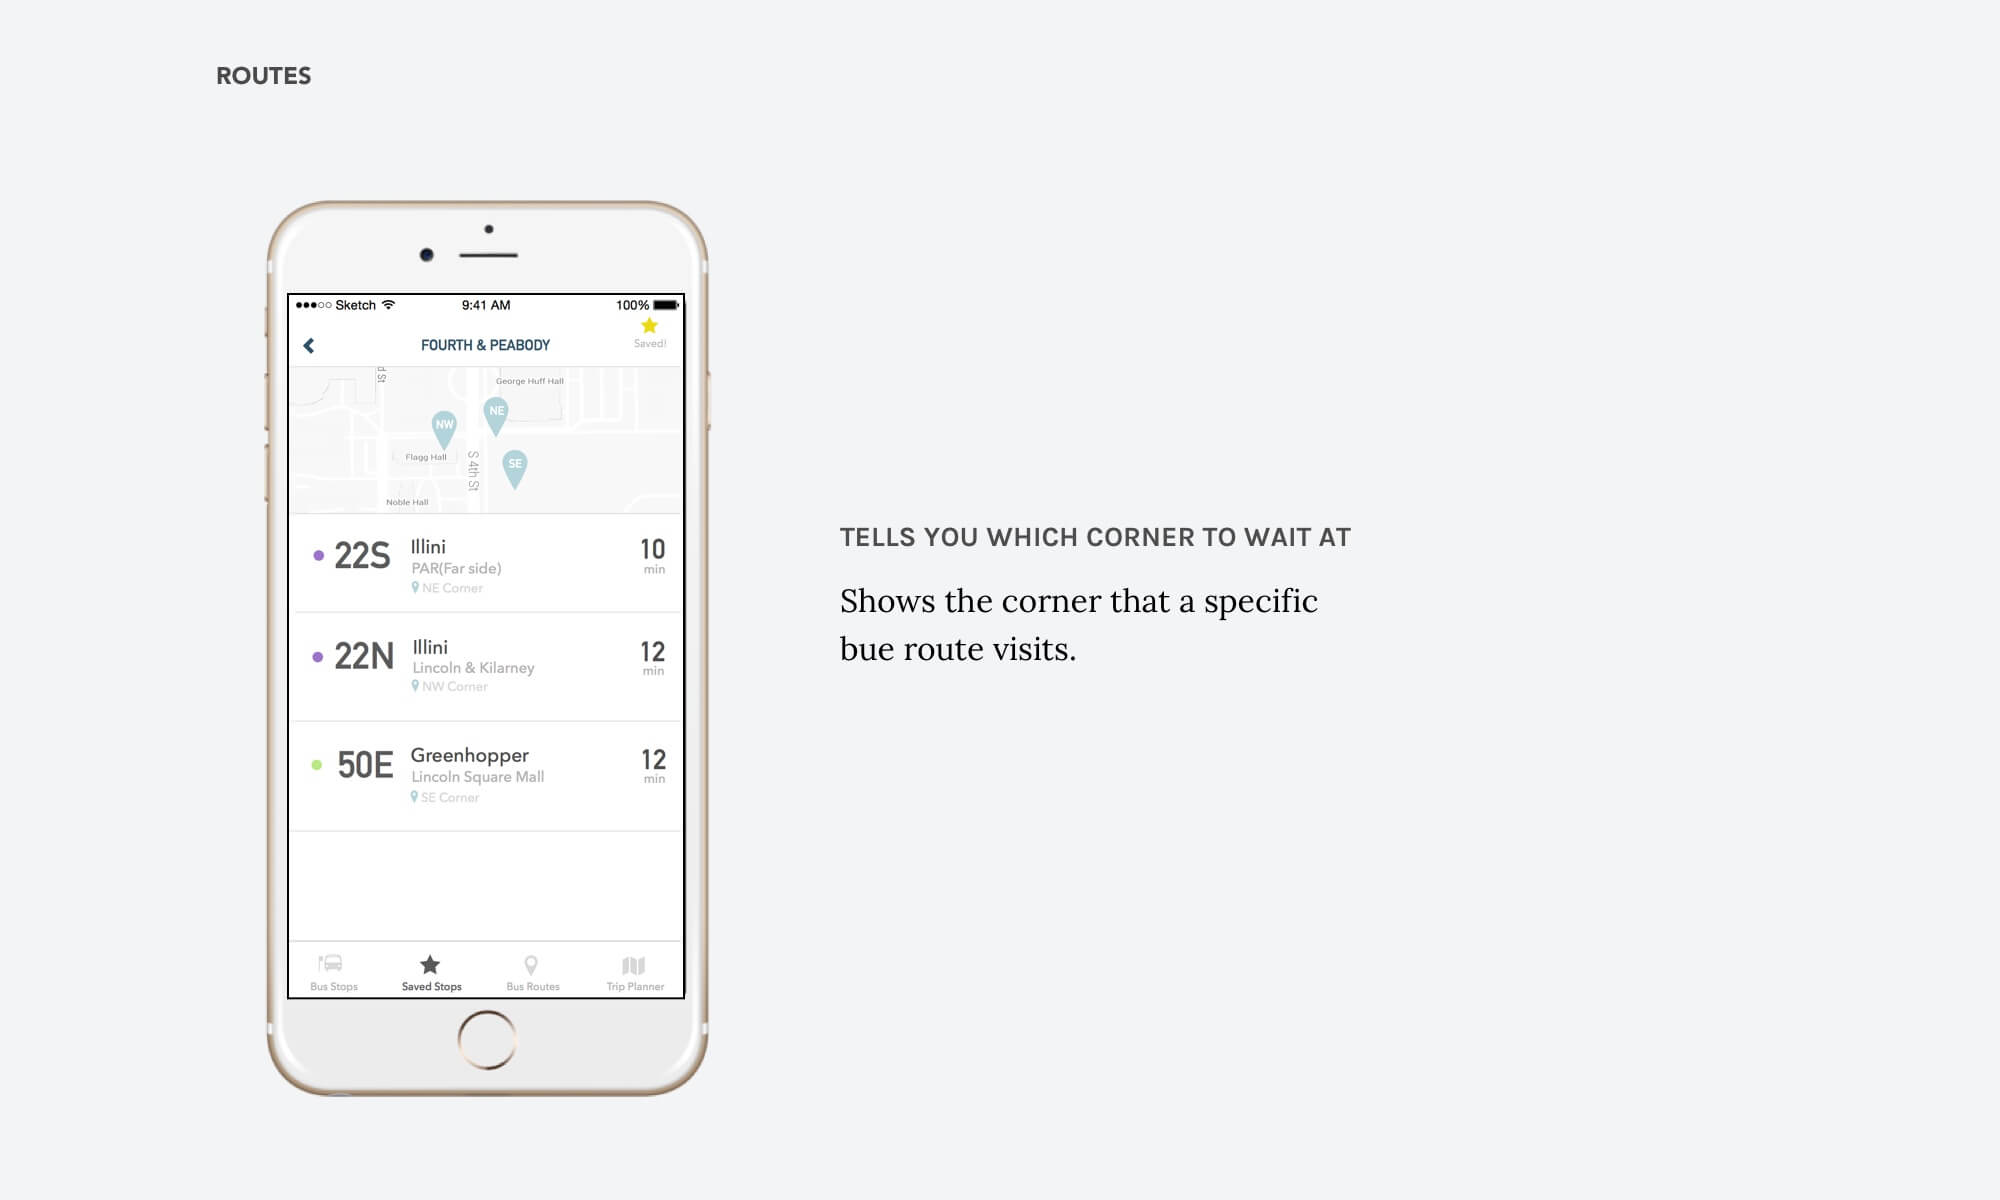 ROUTES
Sketch 9:41 AM 100%
FOURTH & PEABODY
Saved!
d St
George Huff Hall
NE
NW
Flagg Hall
S 4th St
SE
Noble Hall
22S Illini 10
PAR(Far side) min
NE Corner
22N Illini 12
Lincoln & Kilarney min
NW Corner
50E Greenhopper 12
Lincoln Square Mall min
SE Corner
Bus Stops Saved Stops Bus Routes Trip Planner
TELLS YOU WHICH CORNER TO WAIT AT
Shows the corner that a specific
bue route visits.